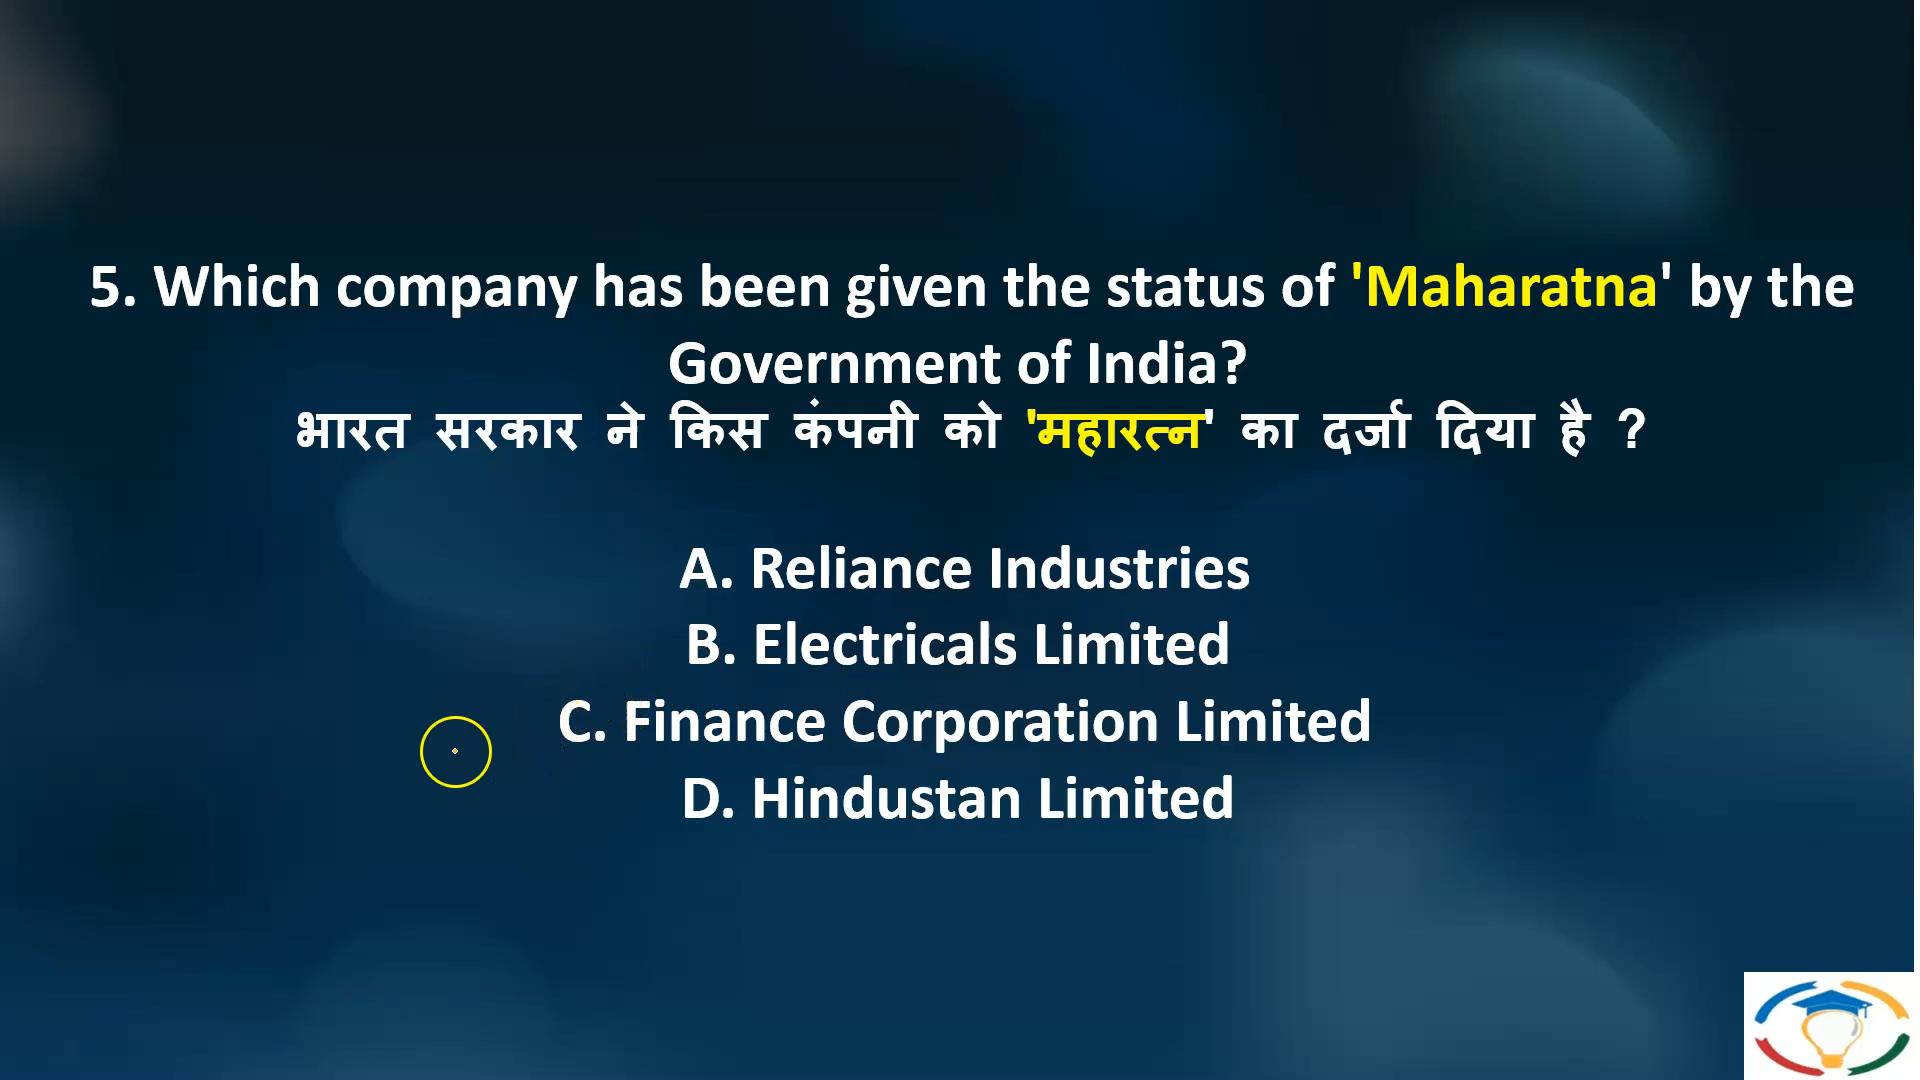 5. Which company has been given the status of 'Maharatna' by the
Government of India?
भारत सरकार ने किस कंपनी को 'महारत्न' का दर्जा दिया है ?
A. Reliance Industries
B. Electricals Limited
C. Finance Corporation Limited
D. Hindustan Limited